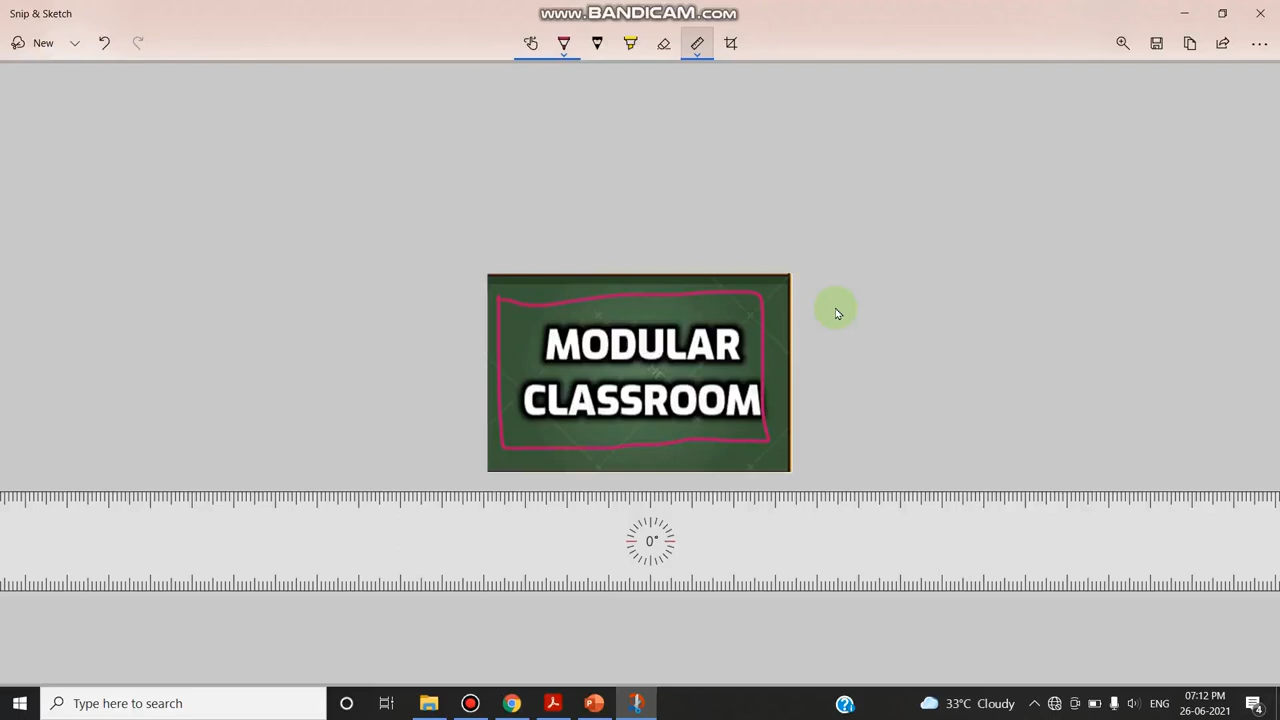 Snip & Sketch
www.BANDICAM.com
New
MODULAR
CLASSROOM
0°
Type here to search
33°C Cloudy
ENG
07:12 PM
26-06-2021
4